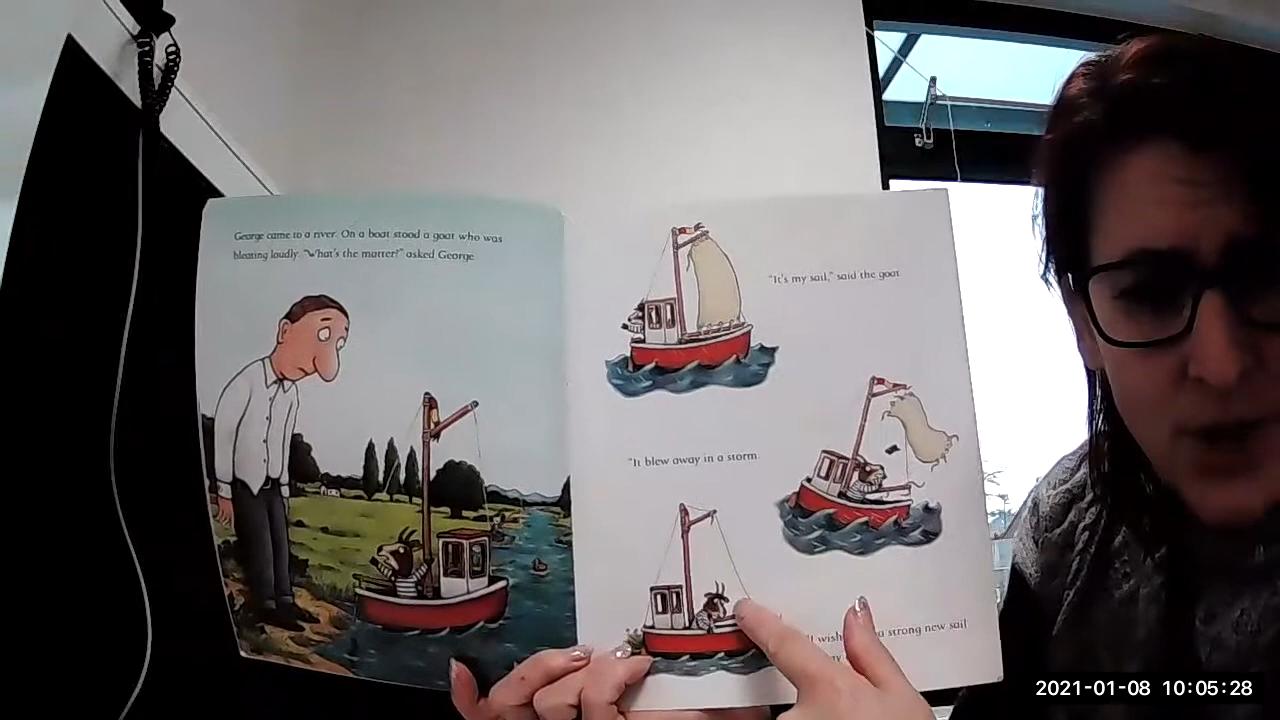 George came to a river. On a boat stood a goat who was
bleating loudly. "What's the matter?" asked George.
"It's my sail," said the goat.
"It blew away in a storm.
I wish a strong new sail
2021-01-08 10:05:28